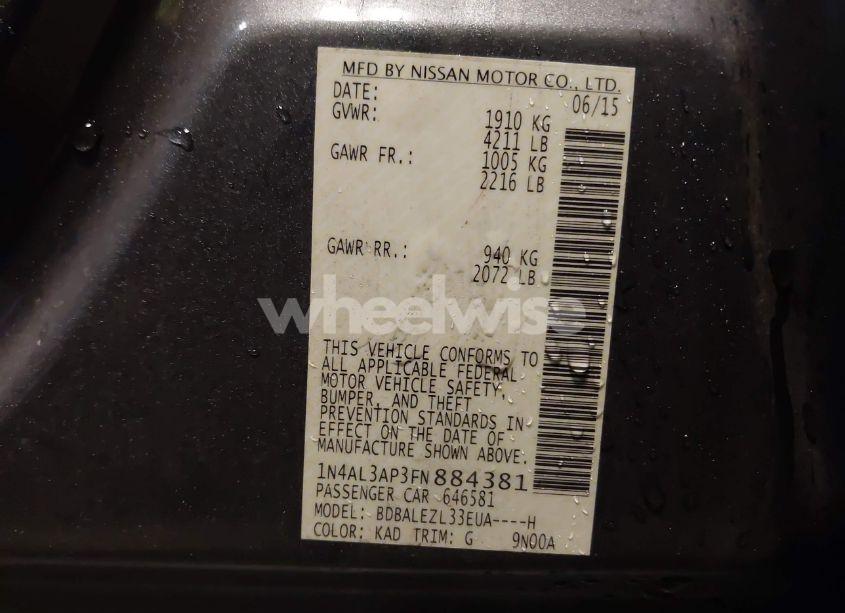 MFD BY NISSAN MOTOR CO., LTD.
DATE: 06/15
GVWR: 1910 KG
4211 LB
GAWR FR.: 1005 KG
2216 LB
GAWR RR.: 940 KG
2072 LB
wheelwise
THIS VEHICLE CONFORMS TO
ALL APPLICABLE FEDERAL
MOTOR VEHICLE SAFETY,
BUMPER, AND THEFT
PREVENTION STANDARDS IN
EFFECT ON THE DATE OF
MANUFACTURE SHOWN ABOVE.
1N4AL3AP3FN884381
PASSENGER CAR 646581
MODEL: BDBALEZL33EUA----H
COLOR: KAD TRIM: G 9N00A